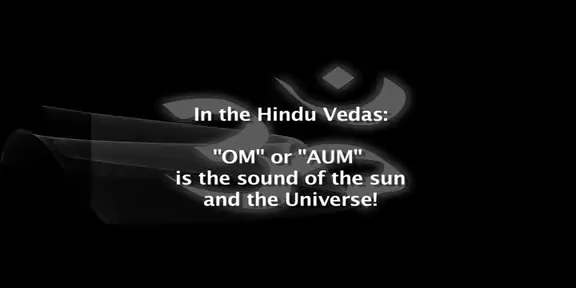 In the Hindu Vedas:
"OM" or "AUM"
is the sound of the sun
and the Universe!